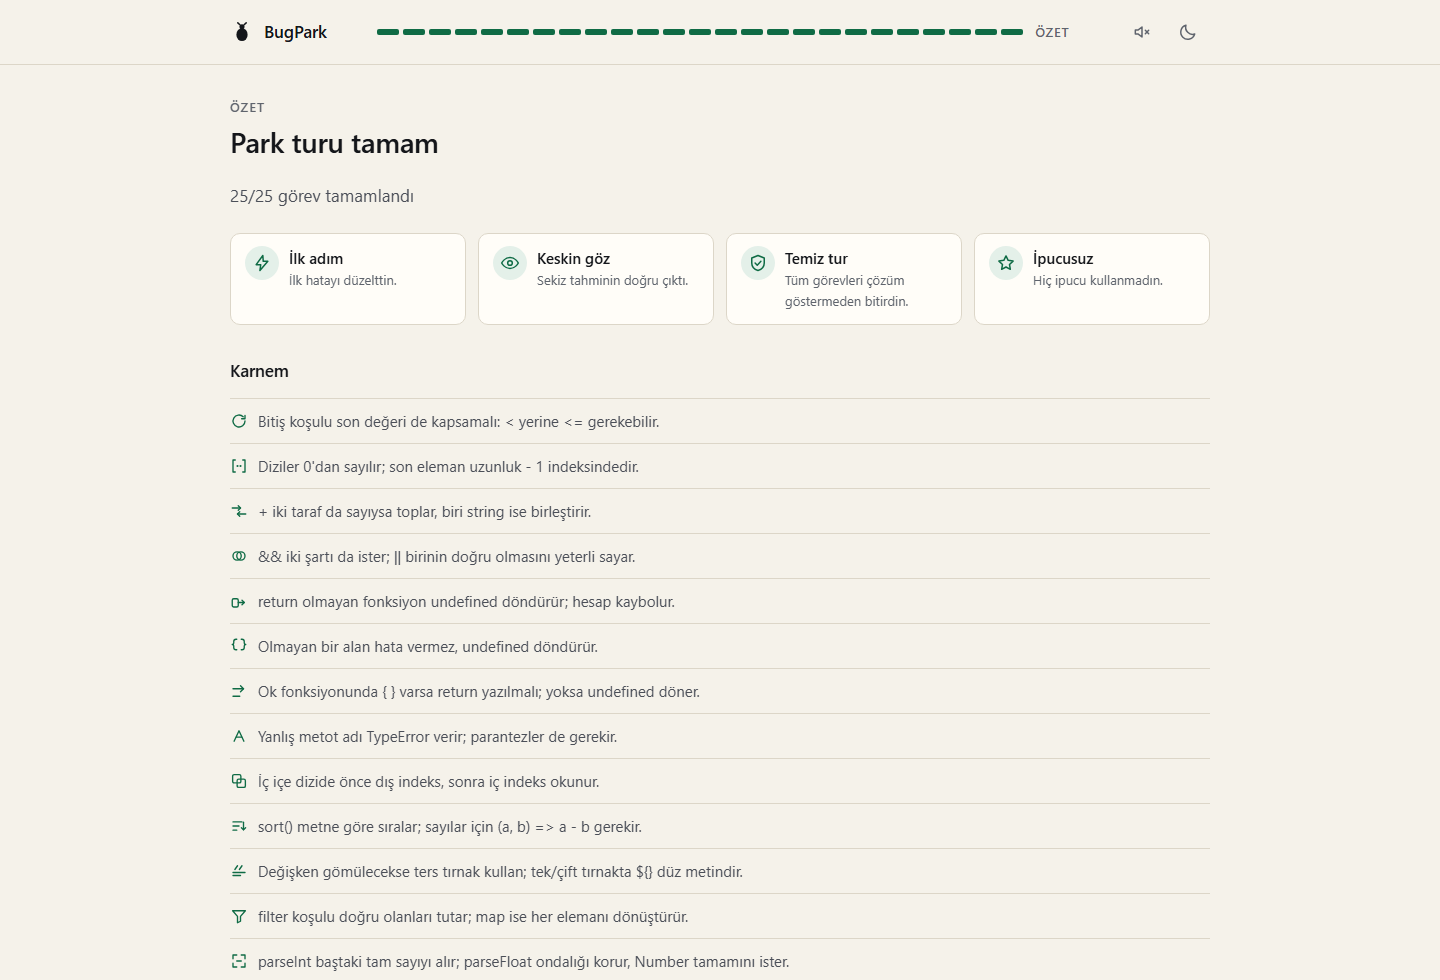 BugPark
ÖZET
ÖZET
Park turu tamam
25/25 görev tamamlandı
İlk adım
İlk hatayı düzelttin.
Keskin göz
Sekiz tahminin doğru çıktı.
Temiz tur
Tüm görevleri çözüm
göstermeden bitirdin.
İpucusuz
Hiç ipucu kullanmadın.
Karnem
Bitiş koşulu son değeri de kapsamalı: < yerine <= gerekebilir.
Diziler 0'dan sayılır; son eleman uzunluk - 1 indeksindedir.
+ iki taraf da sayıysa toplar, biri string ise birleştirir.
&& iki şartı da ister; || birinin doğru olmasını yeterli sayar.
return olmayan fonksiyon undefined döndürür; hesap kaybolur.
Olmayan bir alan hata vermez, undefined döndürür.
Ok fonksiyonunda { } varsa return yazılmalı; yoksa undefined döner.
Yanlış metot adı TypeError verir; parantezler de gerekir.
İç içe dizide önce dış indeks, sonra iç indeks okunur.
sort() metne göre sıralar; sayılar için (a, b) => a - b gerekir.
Değişken gömülecekse ters tırnak kullan; tek/çift tırnakta ${} düz metindir.
filter koşulu doğru olanları tutar; map ise her elemanı dönüştürür.
parseInt baştaki tam sayıyı alır; parseFloat ondalığı korur, Number tamamını ister.